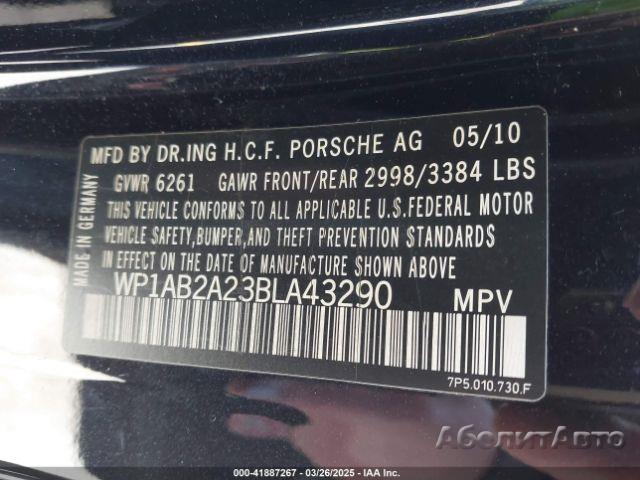 MFD BY DR.ING H.C.F. PORSCHE AG 05/10
GVWR 6261 GAWR FRONT/REAR 2998/3384 LBS
THIS VEHICLE CONFORMS TO ALL APPLICABLE U.S.FEDERAL MOTOR
VEHICLE SAFETY,BUMPER,AND THEFT PREVENTION STANDARDS
IN EFFECT ON THE DATE OF MANUFACTURE SHOWN ABOVE.
WP1AB2A23BLA43290 MPV
MADE IN GERMANY
7P5.010.730.F
АбелитАвто
000-41887267 - 03/26/2025 - IAA Inc.